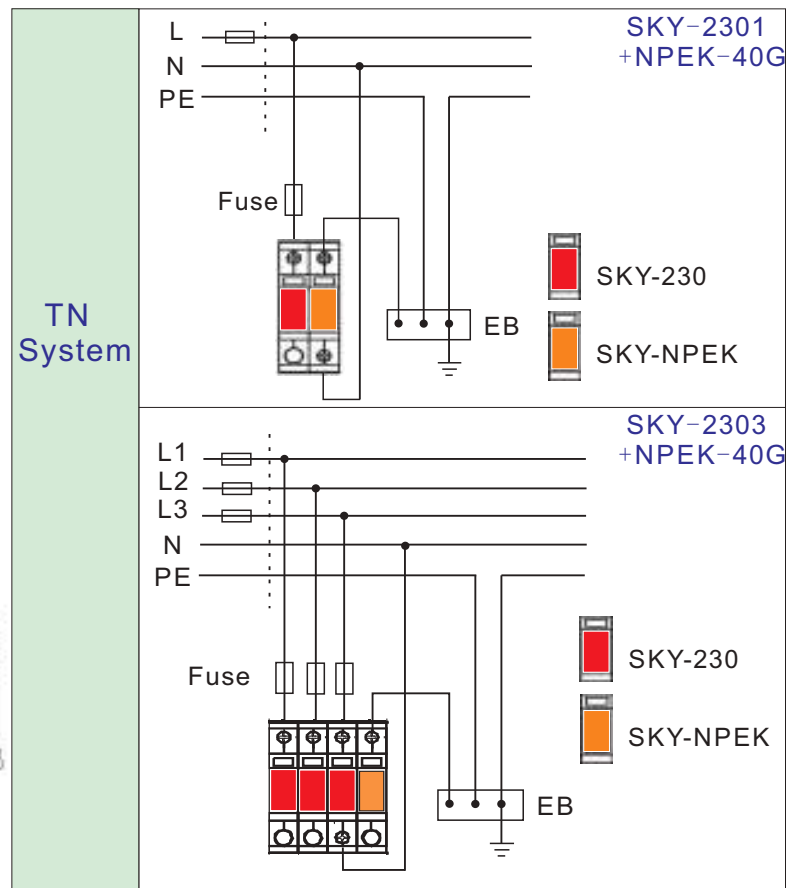 TN
System
SKY-2301
+NPEK-40G
L
N
PE
Fuse
EB
SKY-230
SKY-NPEK
SKY-2303
+NPEK-40G
L1
L2
L3
N
PE
Fuse
EB
SKY-230
SKY-NPEK